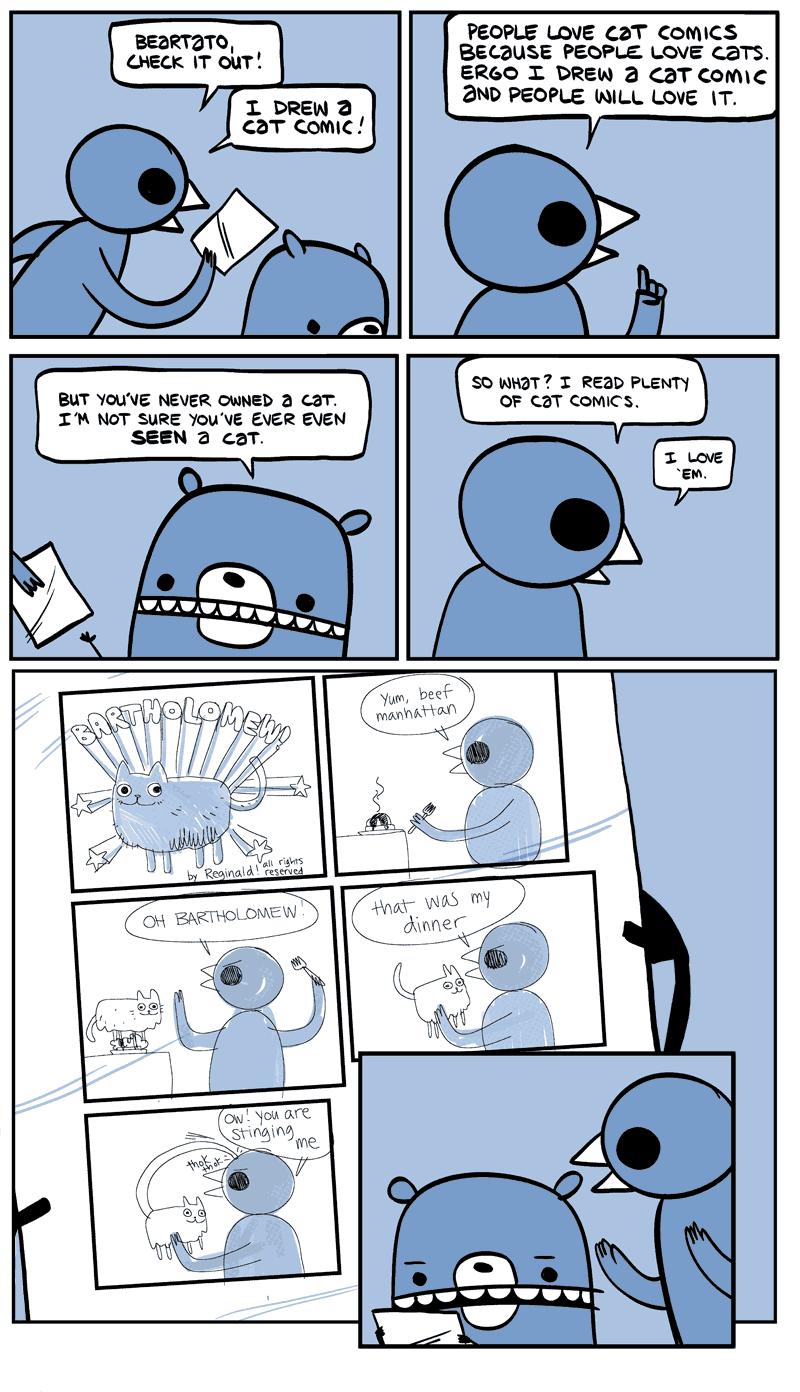 BEARTATO,
CHECK IT OUT!
I DREW A
CAT COMIC!
PEOPLE LOVE CAT COMICS
BECAUSE PEOPLE LOVE CATS.
ERGO I DREW A CAT COMIC
AND PEOPLE WILL LOVE IT.
BUT YOU'VE NEVER OWNED A CAT.
I'M NOT SURE YOU'VE EVER EVEN
SEEN A CAT.
SO WHAT? I READ PLENTY
OF CAT COMICS.
I LOVE
'EM.
BARTHOLOMEW!
by Reginald! all rights
reserved
Yum, beef
manhattan
OH BARTHOLOMEW!
that was my
dinner
Ow! You are
stinging
me
thok
thok